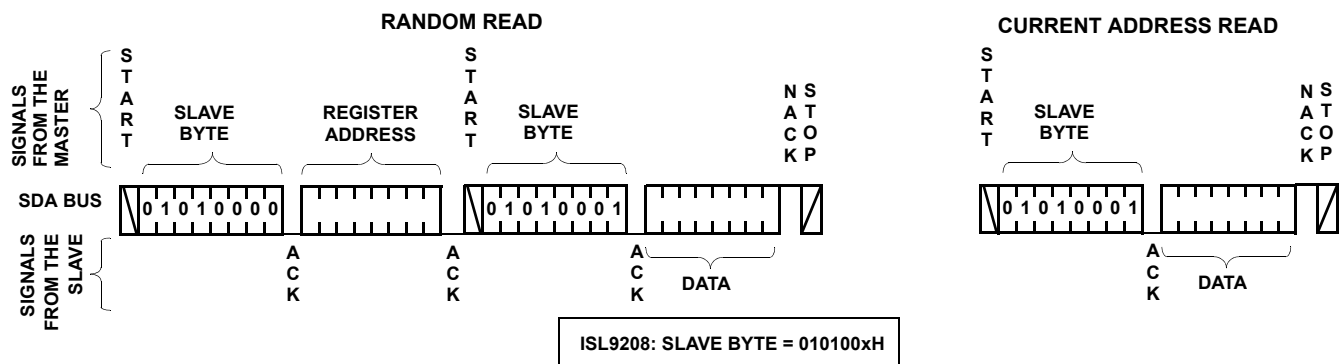 RANDOM READ
CURRENT ADDRESS READ
SIGNALS
FROM THE
MASTER
START
SLAVE
BYTE
REGISTER
ADDRESS
START
SLAVE
BYTE
NACK
STOP
START
SLAVE
BYTE
NACK
STOP
SDA BUS
0 1 0 1 0 0 0 0
0 1 0 1 0 0 0 1
0 1 0 1 0 0 0 1
SIGNALS
FROM THE
SLAVE
ACK
ACK
ACK
DATA
ACK
DATA
ISL9208: SLAVE BYTE = 010100xH